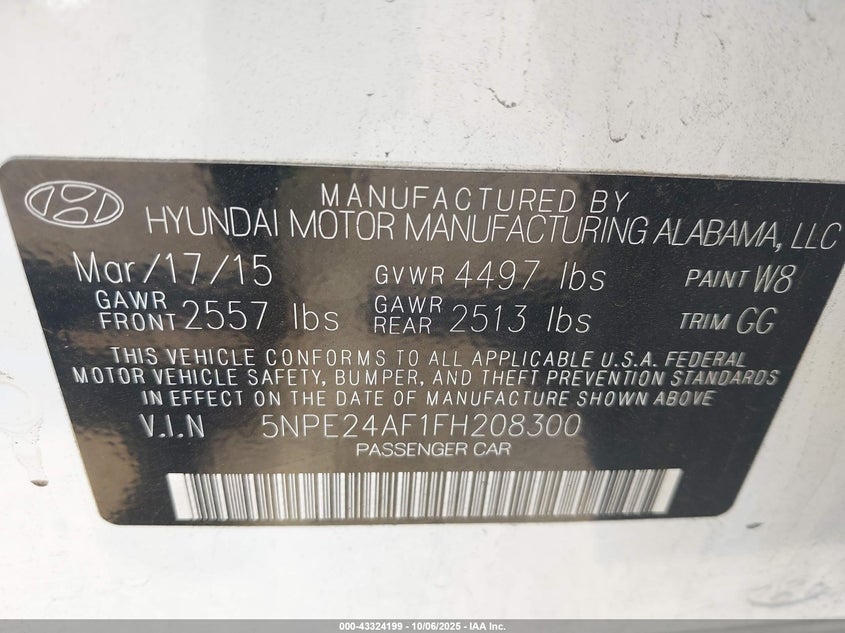 MANUFACTURED BY
HYUNDAI MOTOR MANUFACTURING ALABAMA, LLC
Mar/17/15 GVWR 4497 lbs PAINT W8
GAWR FRONT 2557 lbs GAWR REAR 2513 lbs TRIM GG
THIS VEHICLE CONFORMS TO ALL APPLICABLE U.S.A. FEDERAL
MOTOR VEHICLE SAFETY, BUMPER, AND THEFT PREVENTION STANDARDS
IN EFFECT ON THE DATE OF MANUFACTURE SHOWN ABOVE
V.I.N 5NPE24AF1FH208300
PASSENGER CAR
000-43324199 - 10/06/2025 - IAA Inc.